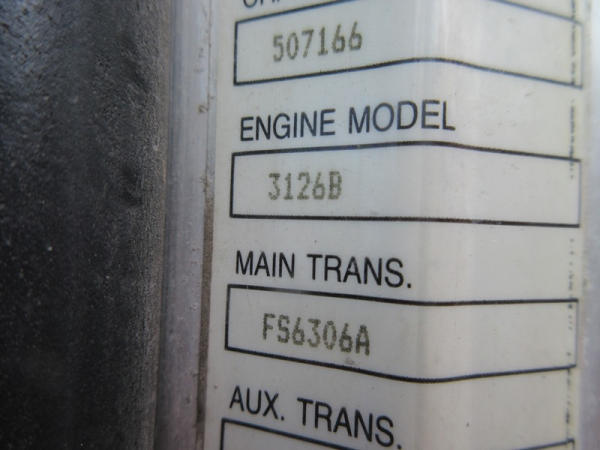 507166
ENGINE MODEL
3126B
MAIN TRANS.
FS6306A
AUX. TRANS.